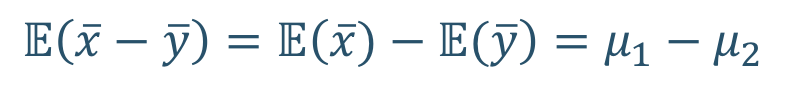 𝔼(x̄ − ȳ) = 𝔼(x̄) − 𝔼(ȳ) = μ₁ − μ₂